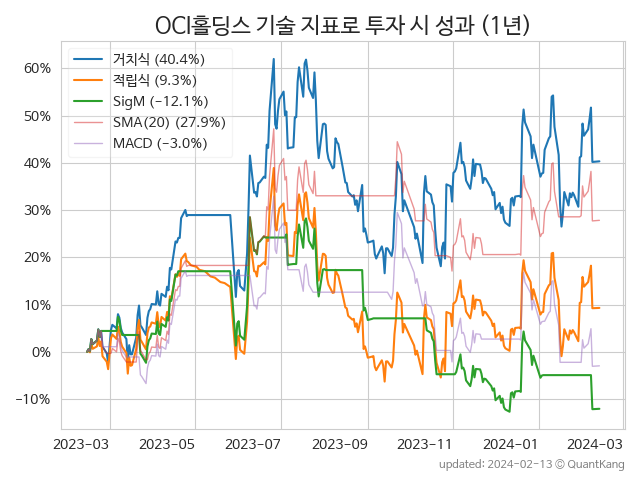 OCI홀딩스 기술 지표로 투자 시 성과 (1년)
거치식 (40.4%)
적립식 (9.3%)
SigM (−12.1%)
SMA(20) (27.9%)
MACD (−3.0%)
60%
50%
40%
30%
20%
10%
0%
−10%
2023-03 2023-05 2023-07 2023-09 2023-11 2024-01 2024-03
updated: 2024-02-13 © QuantKang